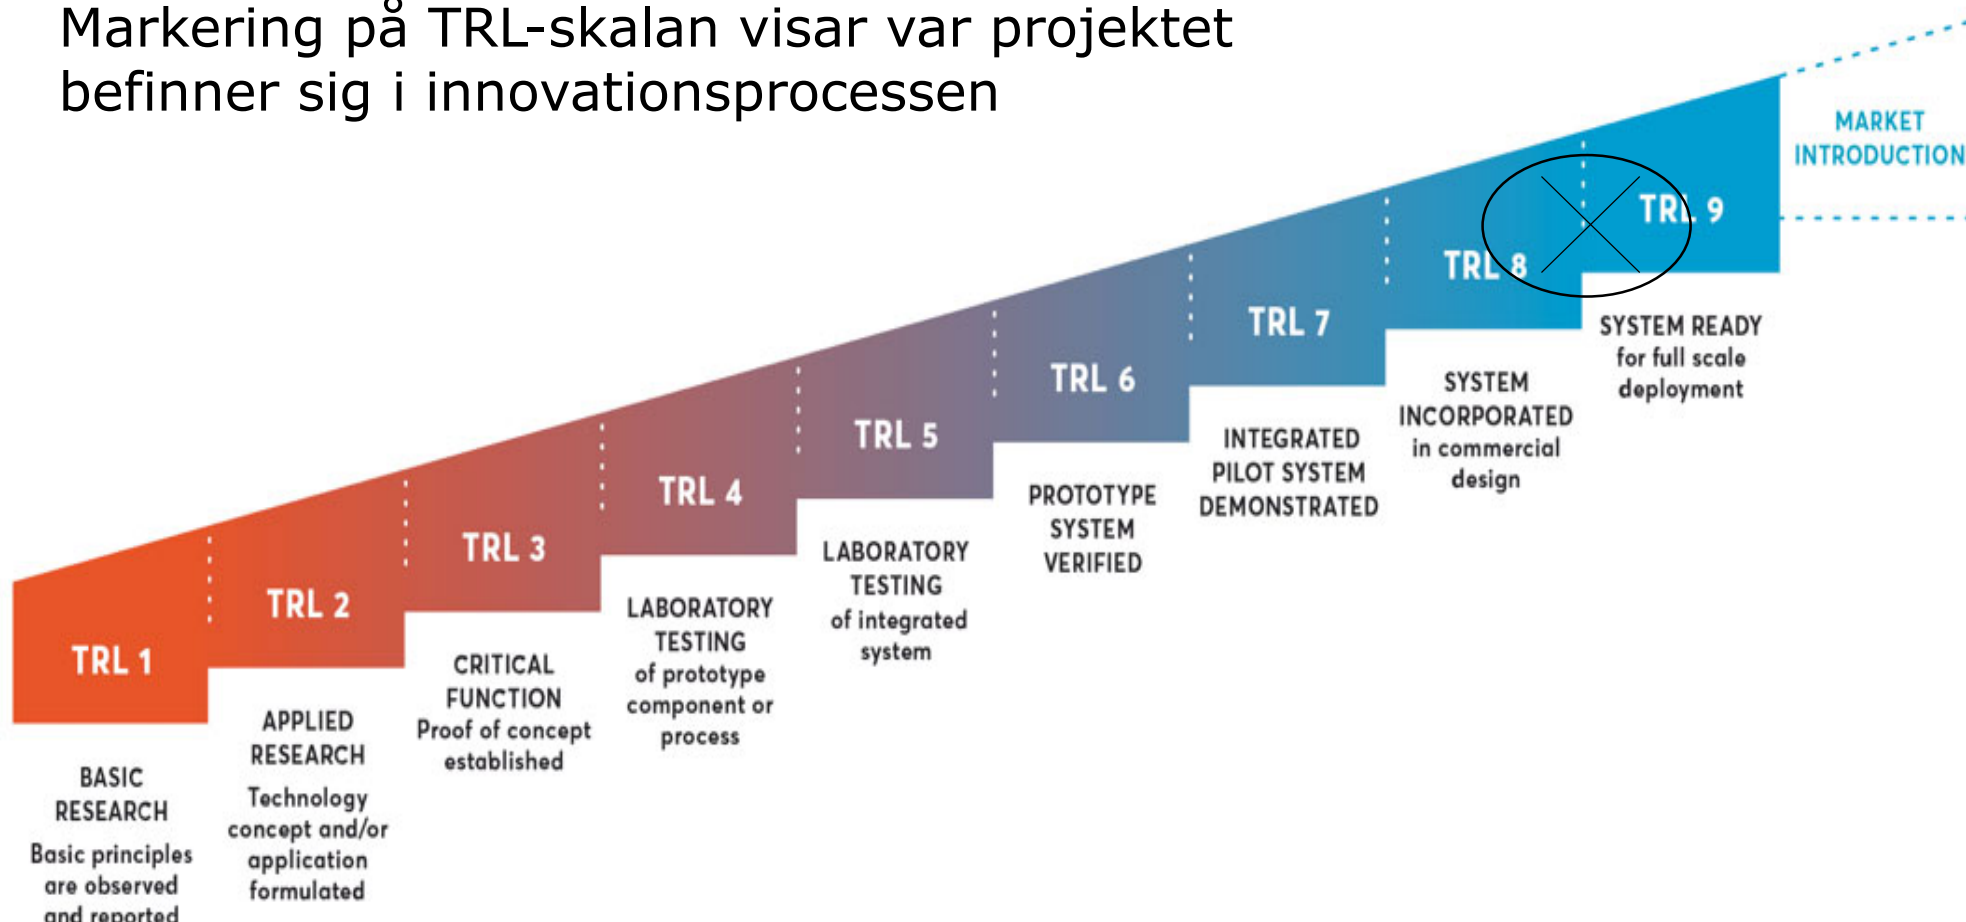 Markering på TRL-skalan visar var projektet
befinner sig i innovationsprocessen
TRL 1
BASIC
RESEARCH
Basic principles
are observed
and reported
TRL 2
APPLIED
RESEARCH
Technology
concept and/or
application
formulated
TRL 3
CRITICAL
FUNCTION
Proof of concept
established
TRL 4
LABORATORY
TESTING
of prototype
component or
process
TRL 5
LABORATORY
TESTING
of integrated
system
TRL 6
PROTOTYPE
SYSTEM
VERIFIED
TRL 7
INTEGRATED
PILOT SYSTEM
DEMONSTRATED
TRL 8
SYSTEM
INCORPORATED
in commercial
design
TRL 9
SYSTEM READY
for full scale
deployment
MARKET
INTRODUCTION